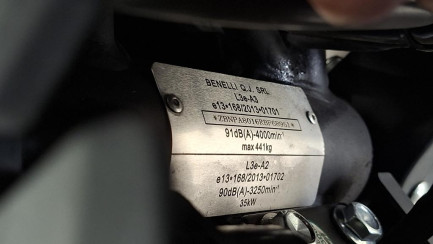 BENELLI Q.J. SRL
L3e-A3
e13*168/2013*01701
91dB(A)-4000min⁻¹
max 441kg
L3e-A2
e13*168/2013*01702
90dB(A)-3250min⁻¹
35kW